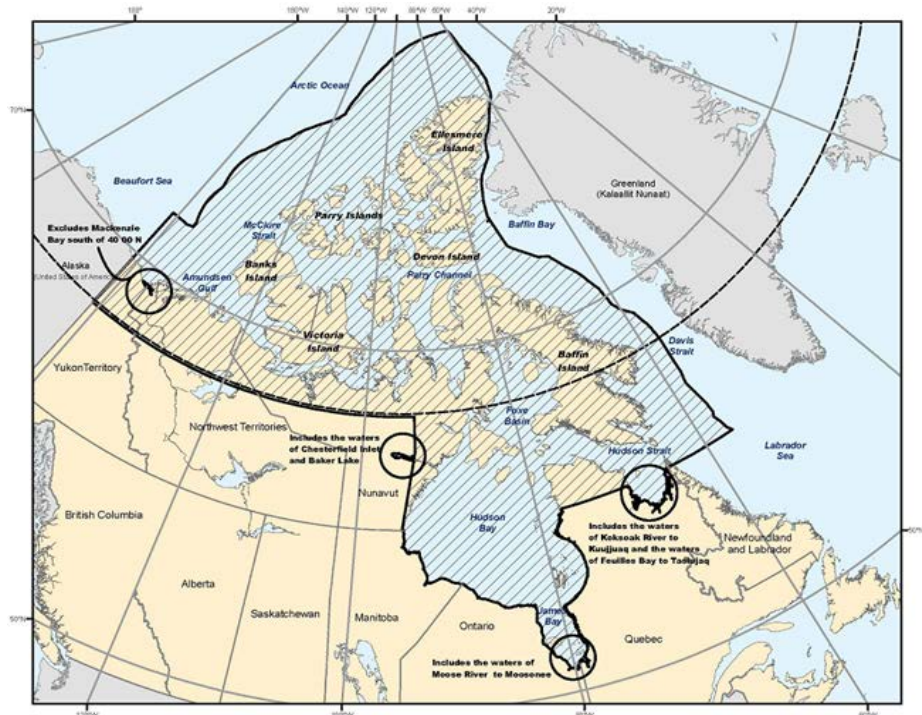 160°
160°W
140°W
120°W
80°W
60°W
40°W
20°W
70°N
Arctic Ocean
Ellesmere
Island
Greenland
(Kalaallit Nunaat)
Beaufort Sea
Parry Islands
McClure
Strait
Baffin Bay
Excludes Mackenzie
Bay south of 40 00 N
Devon Island
Parry Channel
Banks
Island
Alaska
(United States of America)
Amundsen
Gulf
Victoria
Island
Baffin
Island
Davis
Strait
Yukon Territory
Foxe
Basin
Northwest Territories
Includes the waters
of Chesterfield Inlet
and Baker Lake
Hudson Strait
Labrador
Sea
Nunavut
Hudson
Bay
British Columbia
Includes the waters
of Koksoak River to
Kuujjuaq and the waters
of Feuilles Bay to Tasiujaq
Newfoundland
and Labrador
Alberta
Saskatchewan
Manitoba
Ontario
James
Bay
Quebec
50°N
Includes the waters of
Moose River to Moosonee